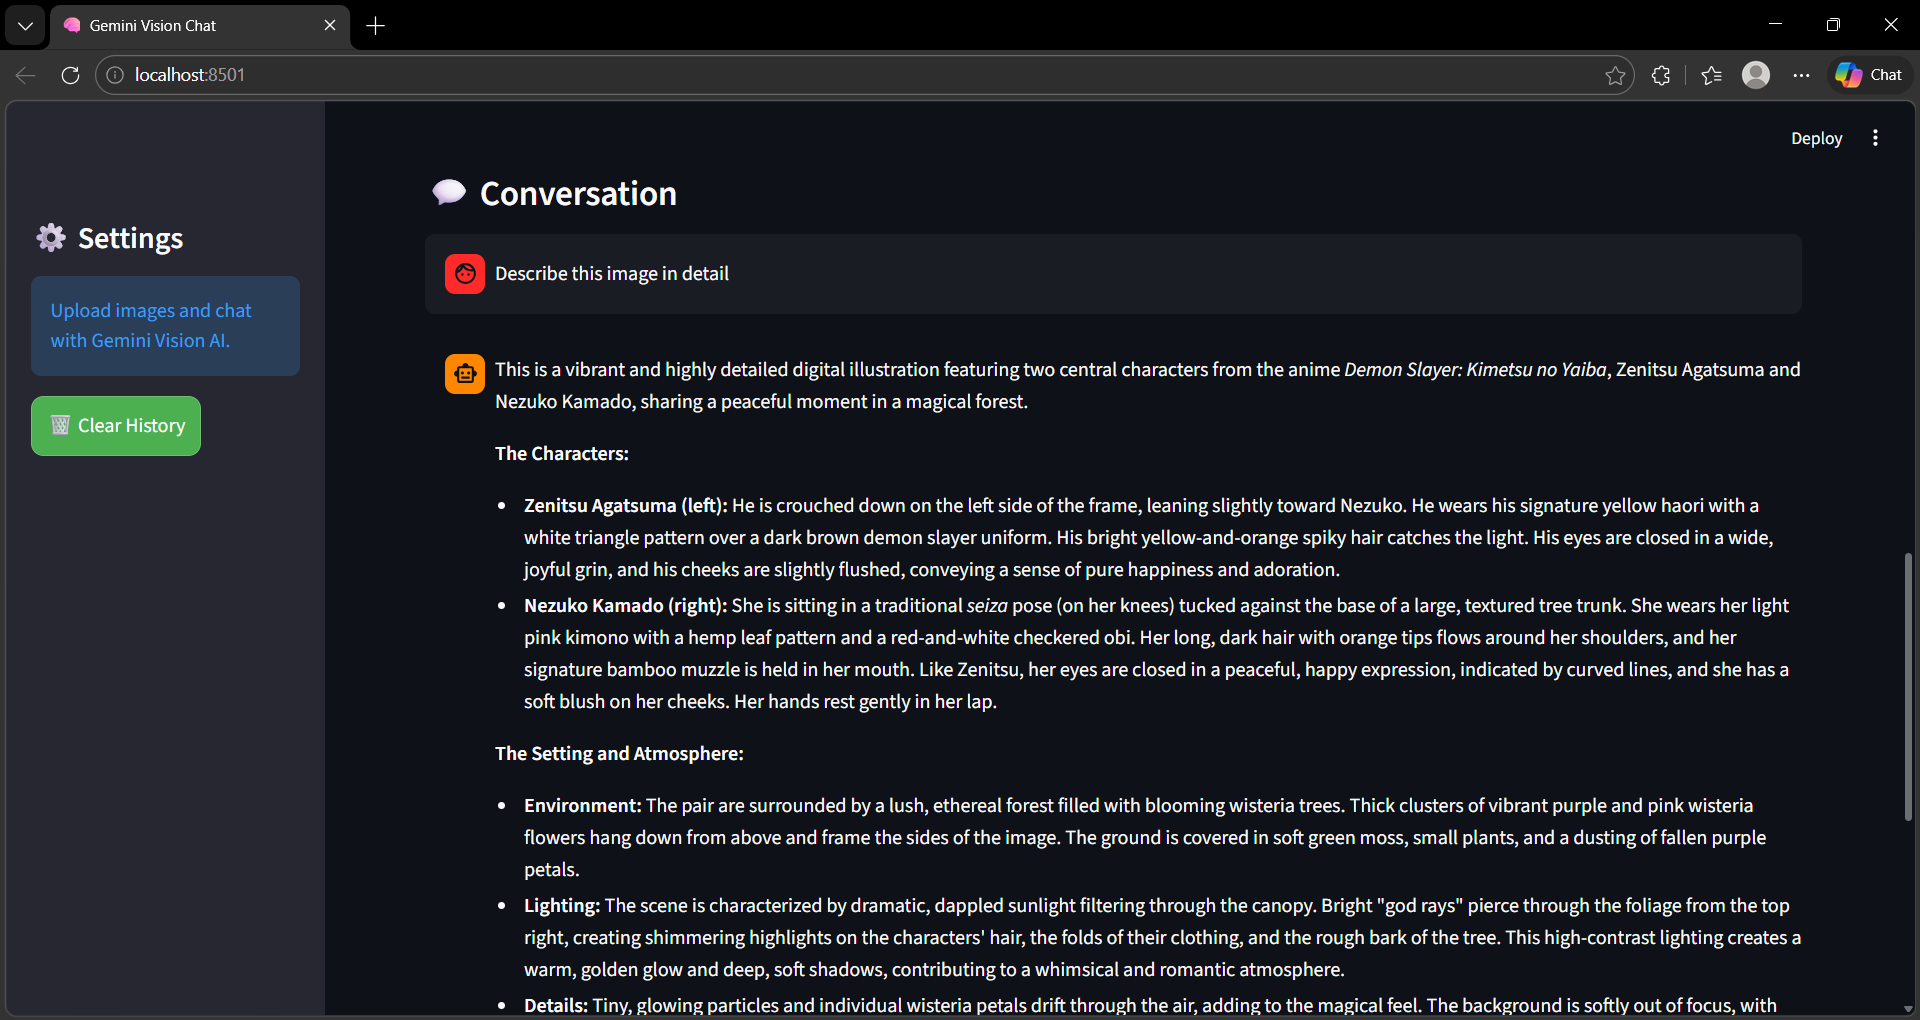 Gemini Vision Chat
localhost:8501
Chat
Deploy
⚙️ Settings
Upload images and chat
with Gemini Vision AI.
🗑️ Clear History
💬 Conversation
Describe this image in detail
This is a vibrant and highly detailed digital illustration featuring two central characters from the anime Demon Slayer: Kimetsu no Yaiba, Zenitsu Agatsuma and
Nezuko Kamado, sharing a peaceful moment in a magical forest.
The Characters:
• Zenitsu Agatsuma (left): He is crouched down on the left side of the frame, leaning slightly toward Nezuko. He wears his signature yellow haori with a
white triangle pattern over a dark brown demon slayer uniform. His bright yellow-and-orange spiky hair catches the light. His eyes are closed in a wide,
joyful grin, and his cheeks are slightly flushed, conveying a sense of pure happiness and adoration.
• Nezuko Kamado (right): She is sitting in a traditional seiza pose (on her knees) tucked against the base of a large, textured tree trunk. She wears her light
pink kimono with a hemp leaf pattern and a red-and-white checkered obi. Her long, dark hair with orange tips flows around her shoulders, and her
signature bamboo muzzle is held in her mouth. Like Zenitsu, her eyes are closed in a peaceful, happy expression, indicated by curved lines, and she has a
soft blush on her cheeks. Her hands rest gently in her lap.
The Setting and Atmosphere:
• Environment: The pair are surrounded by a lush, ethereal forest filled with blooming wisteria trees. Thick clusters of vibrant purple and pink wisteria
flowers hang down from above and frame the sides of the image. The ground is covered in soft green moss, small plants, and a dusting of fallen purple
petals.
• Lighting: The scene is characterized by dramatic, dappled sunlight filtering through the canopy. Bright "god rays" pierce through the foliage from the top
right, creating shimmering highlights on the characters' hair, the folds of their clothing, and the rough bark of the tree. This high-contrast lighting creates a
warm, golden glow and deep, soft shadows, contributing to a whimsical and romantic atmosphere.
• Details: Tiny, glowing particles and individual wisteria petals drift through the air, adding to the magical feel. The background is softly out of focus, with